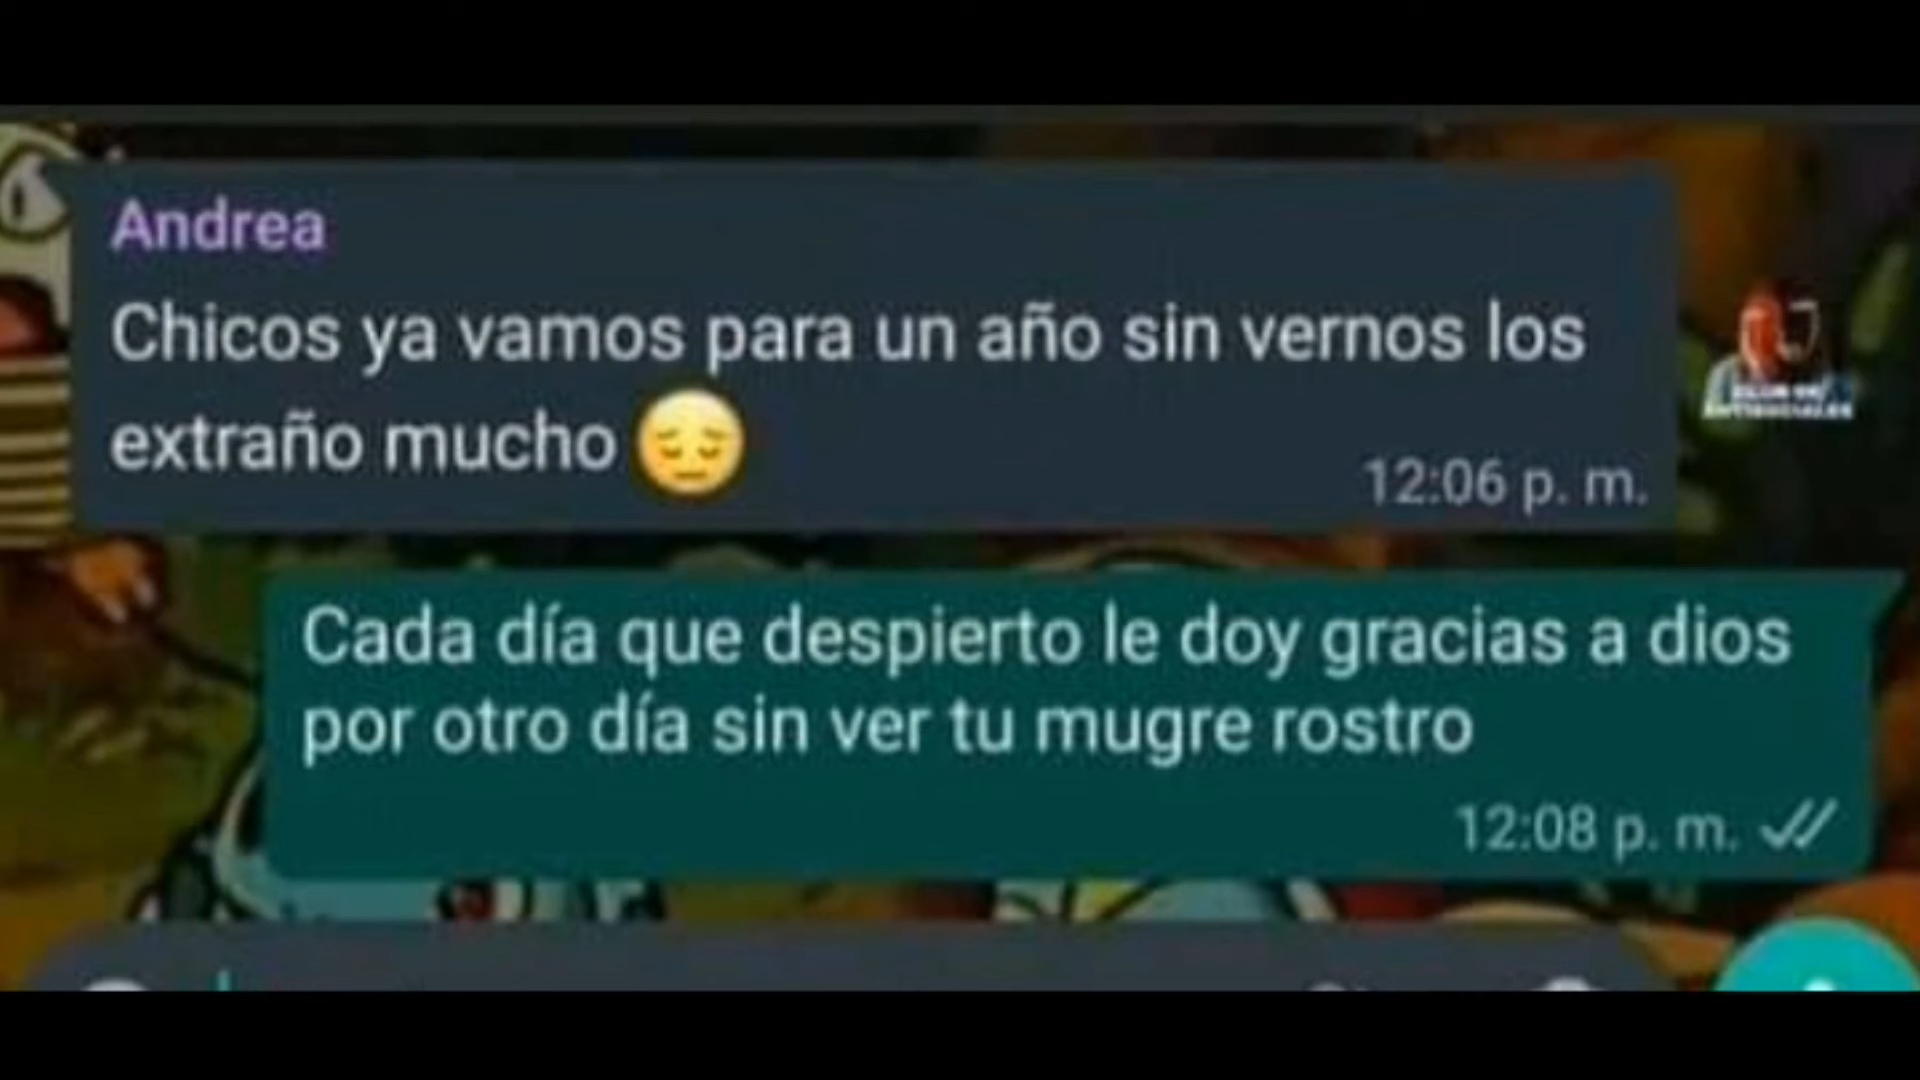 Andrea
Chicos ya vamos para un año sin vernos los
extraño mucho 😔
12:06 p. m.
Cada día que despierto le doy gracias a dios
por otro día sin ver tu mugre rostro
12:08 p. m.